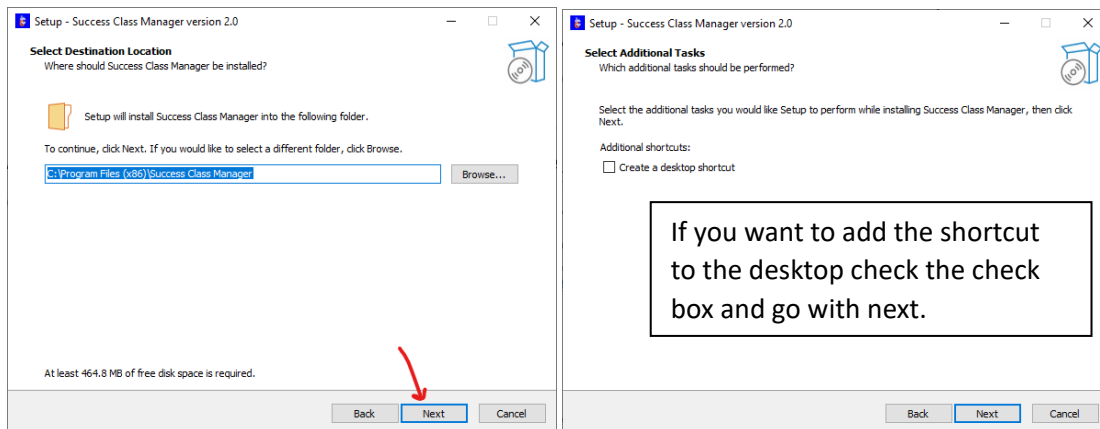 Setup - Success Class Manager version 2.0
Select Destination Location
Where should Success Class Manager be installed?
Setup will install Success Class Manager into the following folder.
To continue, click Next. If you would like to select a different folder, click Browse.
C:\Program Files (x86)\Success Class Manager
Browse...
At least 464.8 MB of free disk space is required.
Back Next Cancel
Setup - Success Class Manager version 2.0
Select Additional Tasks
Which additional tasks should be performed?
Select the additional tasks you would like Setup to perform while installing Success Class Manager, then click
Next.
Additional shortcuts:
Create a desktop shortcut
If you want to add the shortcut
to the desktop check the check
box and go with next.
Back Next Cancel